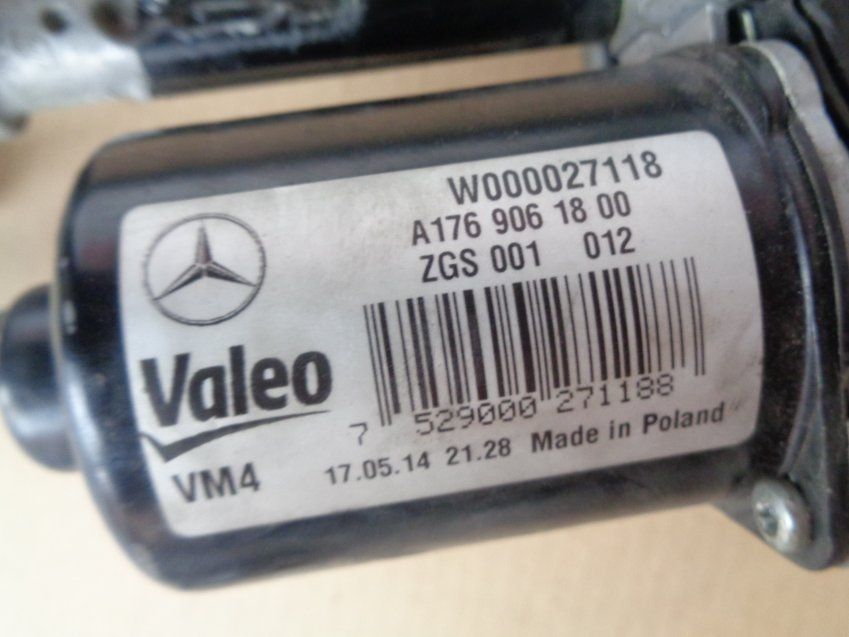 W000027118
A176 906 18 00
ZGS 001 012
Valeo
7 529000 271188
VM4
17.05.14 21.28 Made in Poland